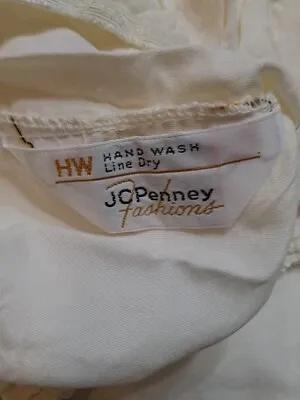 HW HAND WASH
Line Dry
JCPenney
Fashions